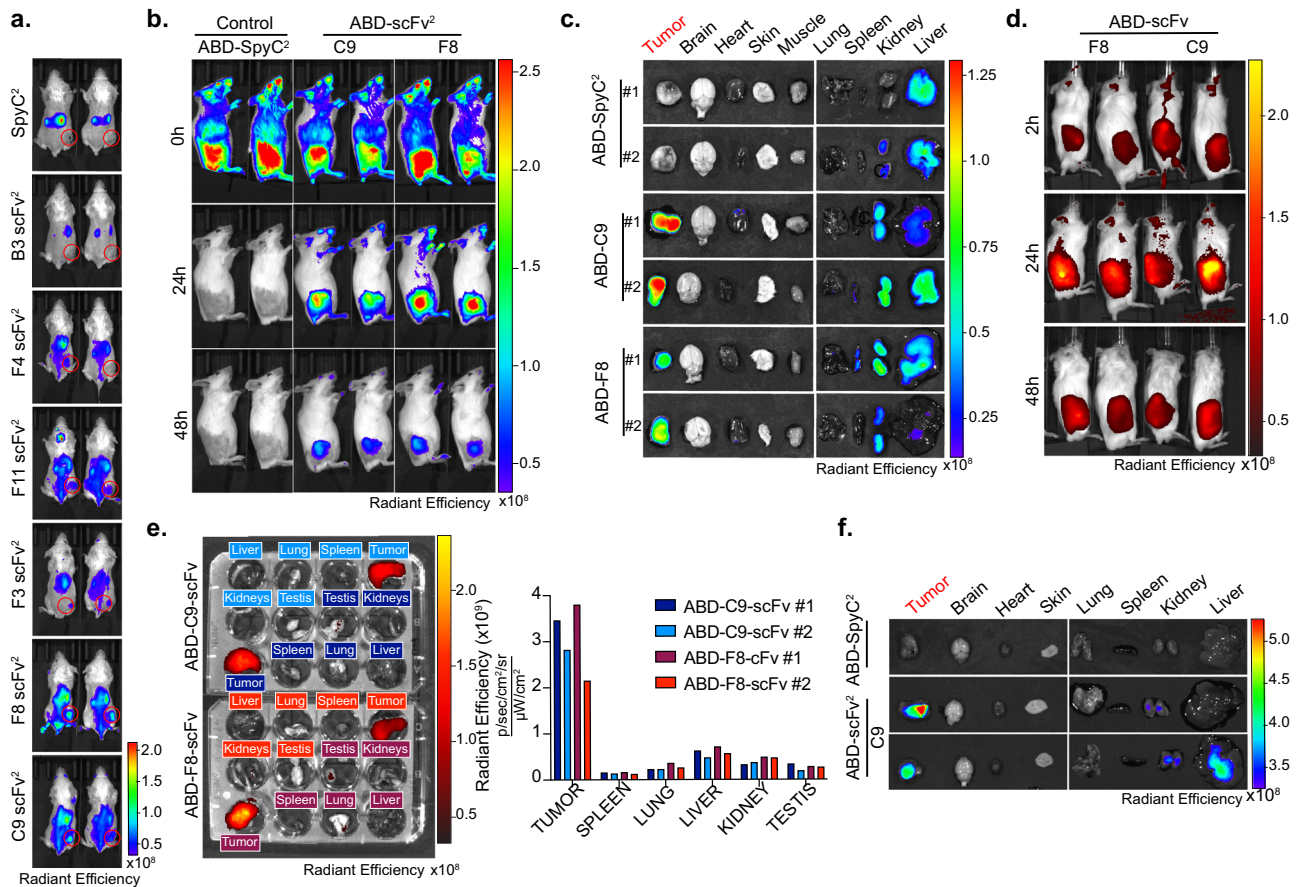 a.
SpyC²
B3 scFv
F4 scFv
F11 scFv
F3 scFv
F8 scFv
C9 scFv
2.0
1.5
1.0
0.5
x10⁸
Radiant Efficiency
b.
Control
ABD-scFv²
ABD-SpyC²
C9
F8
0h
24h
48h
2.5
2.0
1.5
1.0
0.5
Radiant Efficiency x10⁸
c.
Tumor
Brain
Heart
Skin
Muscle
Lung
Spleen
Kidney
Liver
ABD-SpyC²
#1
#2
ABD-C9
#1
#2
ABD-F8
#1
#2
1.25
1.0
0.75
0.5
0.25
Radiant Efficiency x10⁸
d.
ABD-scFv
F8
C9
2h
24h
48h
2.0
1.5
1.0
0.5
Radiant Efficiency x10⁸
e.
ABD-C9-scFv
Liver
Lung
Spleen
Tumor
Kidneys
Testis
Testis
Kidneys
Spleen
Lung
Liver
Tumor
ABD-F8-scFv
Liver
Lung
Spleen
Tumor
Kidneys
Testis
Testis
Kidneys
Spleen
Lung
Liver
Tumor
2.0
1.5
1.0
0.5
Radiant Efficiency x10⁸
Radiant Efficiency (x10⁹)
p/sec/cm²/sr
µW/cm²
4
3
2
1
0
TUMOR
SPLEEN
LUNG
LIVER
KIDNEY
TESTIS
ABD-C9-scFv #1
ABD-C9-scFv #2
ABD-F8-cFv #1
ABD-F8-scFv #2
f.
Tumor
Brain
Heart
Skin
Lung
Spleen
Kidney
Liver
ABD-SpyC²
ABD-scFv²
C9
5.0
4.5
4.0
3.5
Radiant Efficiency x10⁸